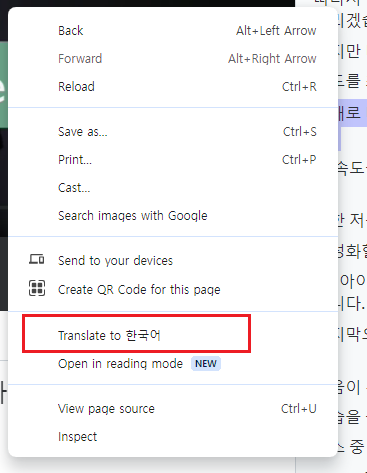 Back Alt+Left Arrow
Forward Alt+Right Arrow
Reload Ctrl+R
Save as... Ctrl+S
Print... Ctrl+P
Cast...
Search images with Google
Send to your devices
Create QR Code for this page
Translate to 한국어
Open in reading mode NEW
View page source Ctrl+U
Inspect